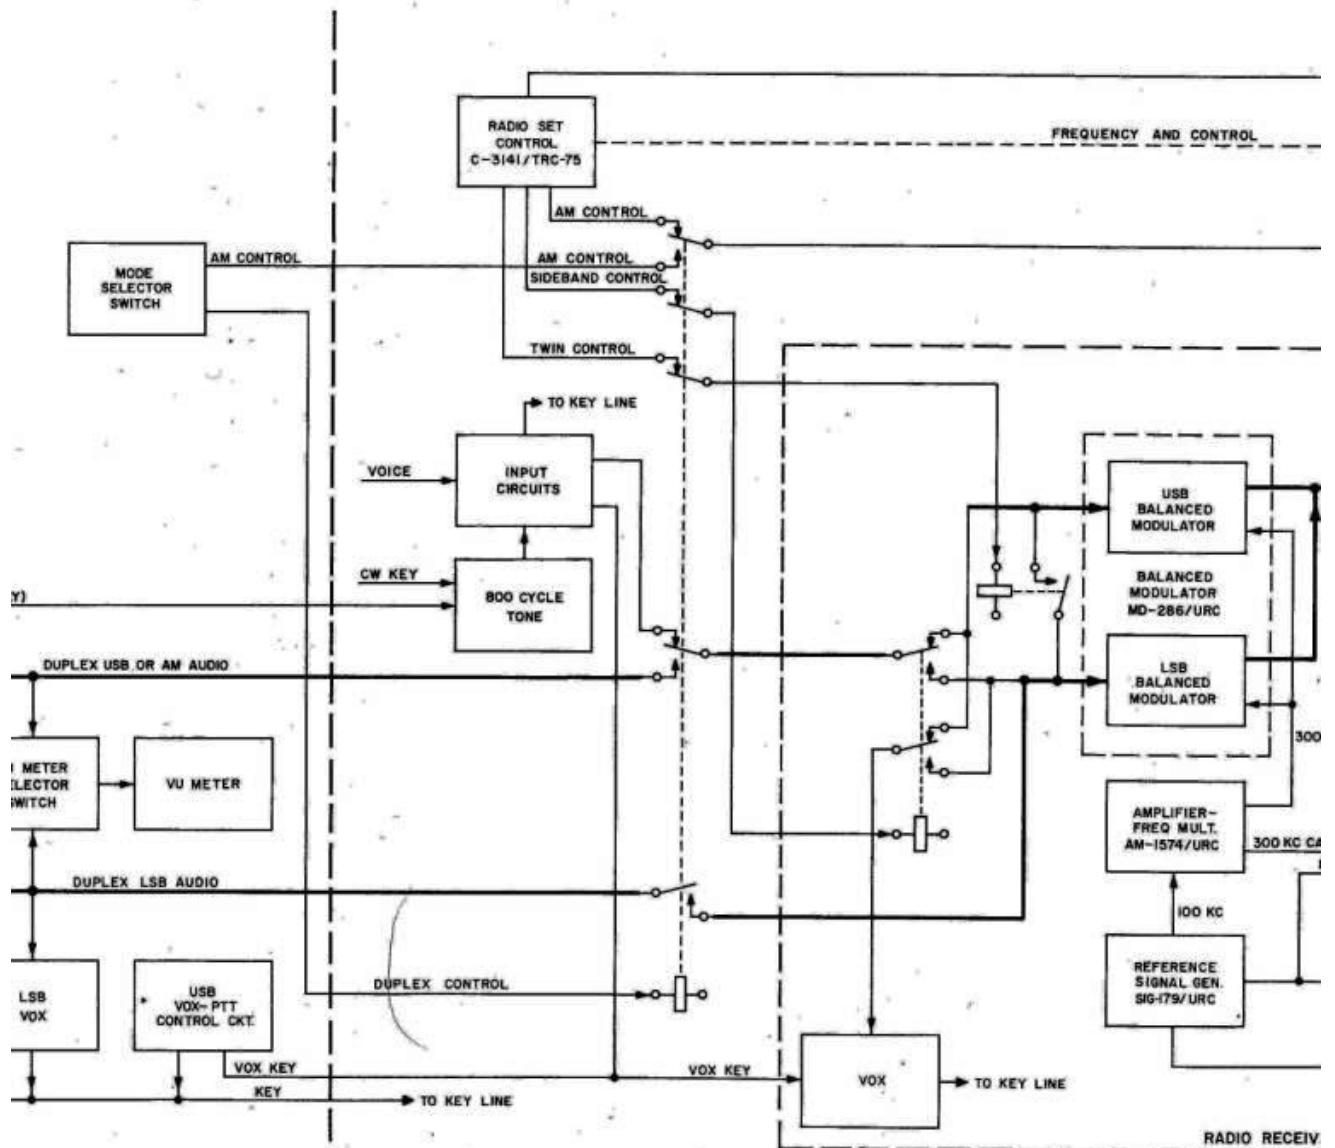 RADIO SET
CONTROL
C-3141/TRC-75
FREQUENCY AND CONTROL
AM CONTROL
MODE
SELECTOR
SWITCH
AM CONTROL
AM CONTROL
SIDEBAND CONTROL
TWIN CONTROL
TO KEY LINE
VOICE
INPUT
CIRCUITS
USB
BALANCED
MODULATOR
CW KEY
800 CYCLE
TONE
BALANCED
MODULATOR
MD-286/URC
Y)
DUPLEX USB OR AM AUDIO
LSB
BALANCED
MODULATOR
300
METER
ELECTOR
SWITCH
VU METER
AMPLIFIER-
FREQ MULT.
AM-1574/URC
300 KC CA
DUPLEX LSB AUDIO
100 KC
LSB
VOX
USB
VOX-PTT
CONTROL CKT.
DUPLEX CONTROL
REFERENCE
SIGNAL GEN.
SIG-179/URC
VOX KEY
VOX KEY
VOX
TO KEY LINE
KEY
TO KEY LINE
RADIO RECEIV